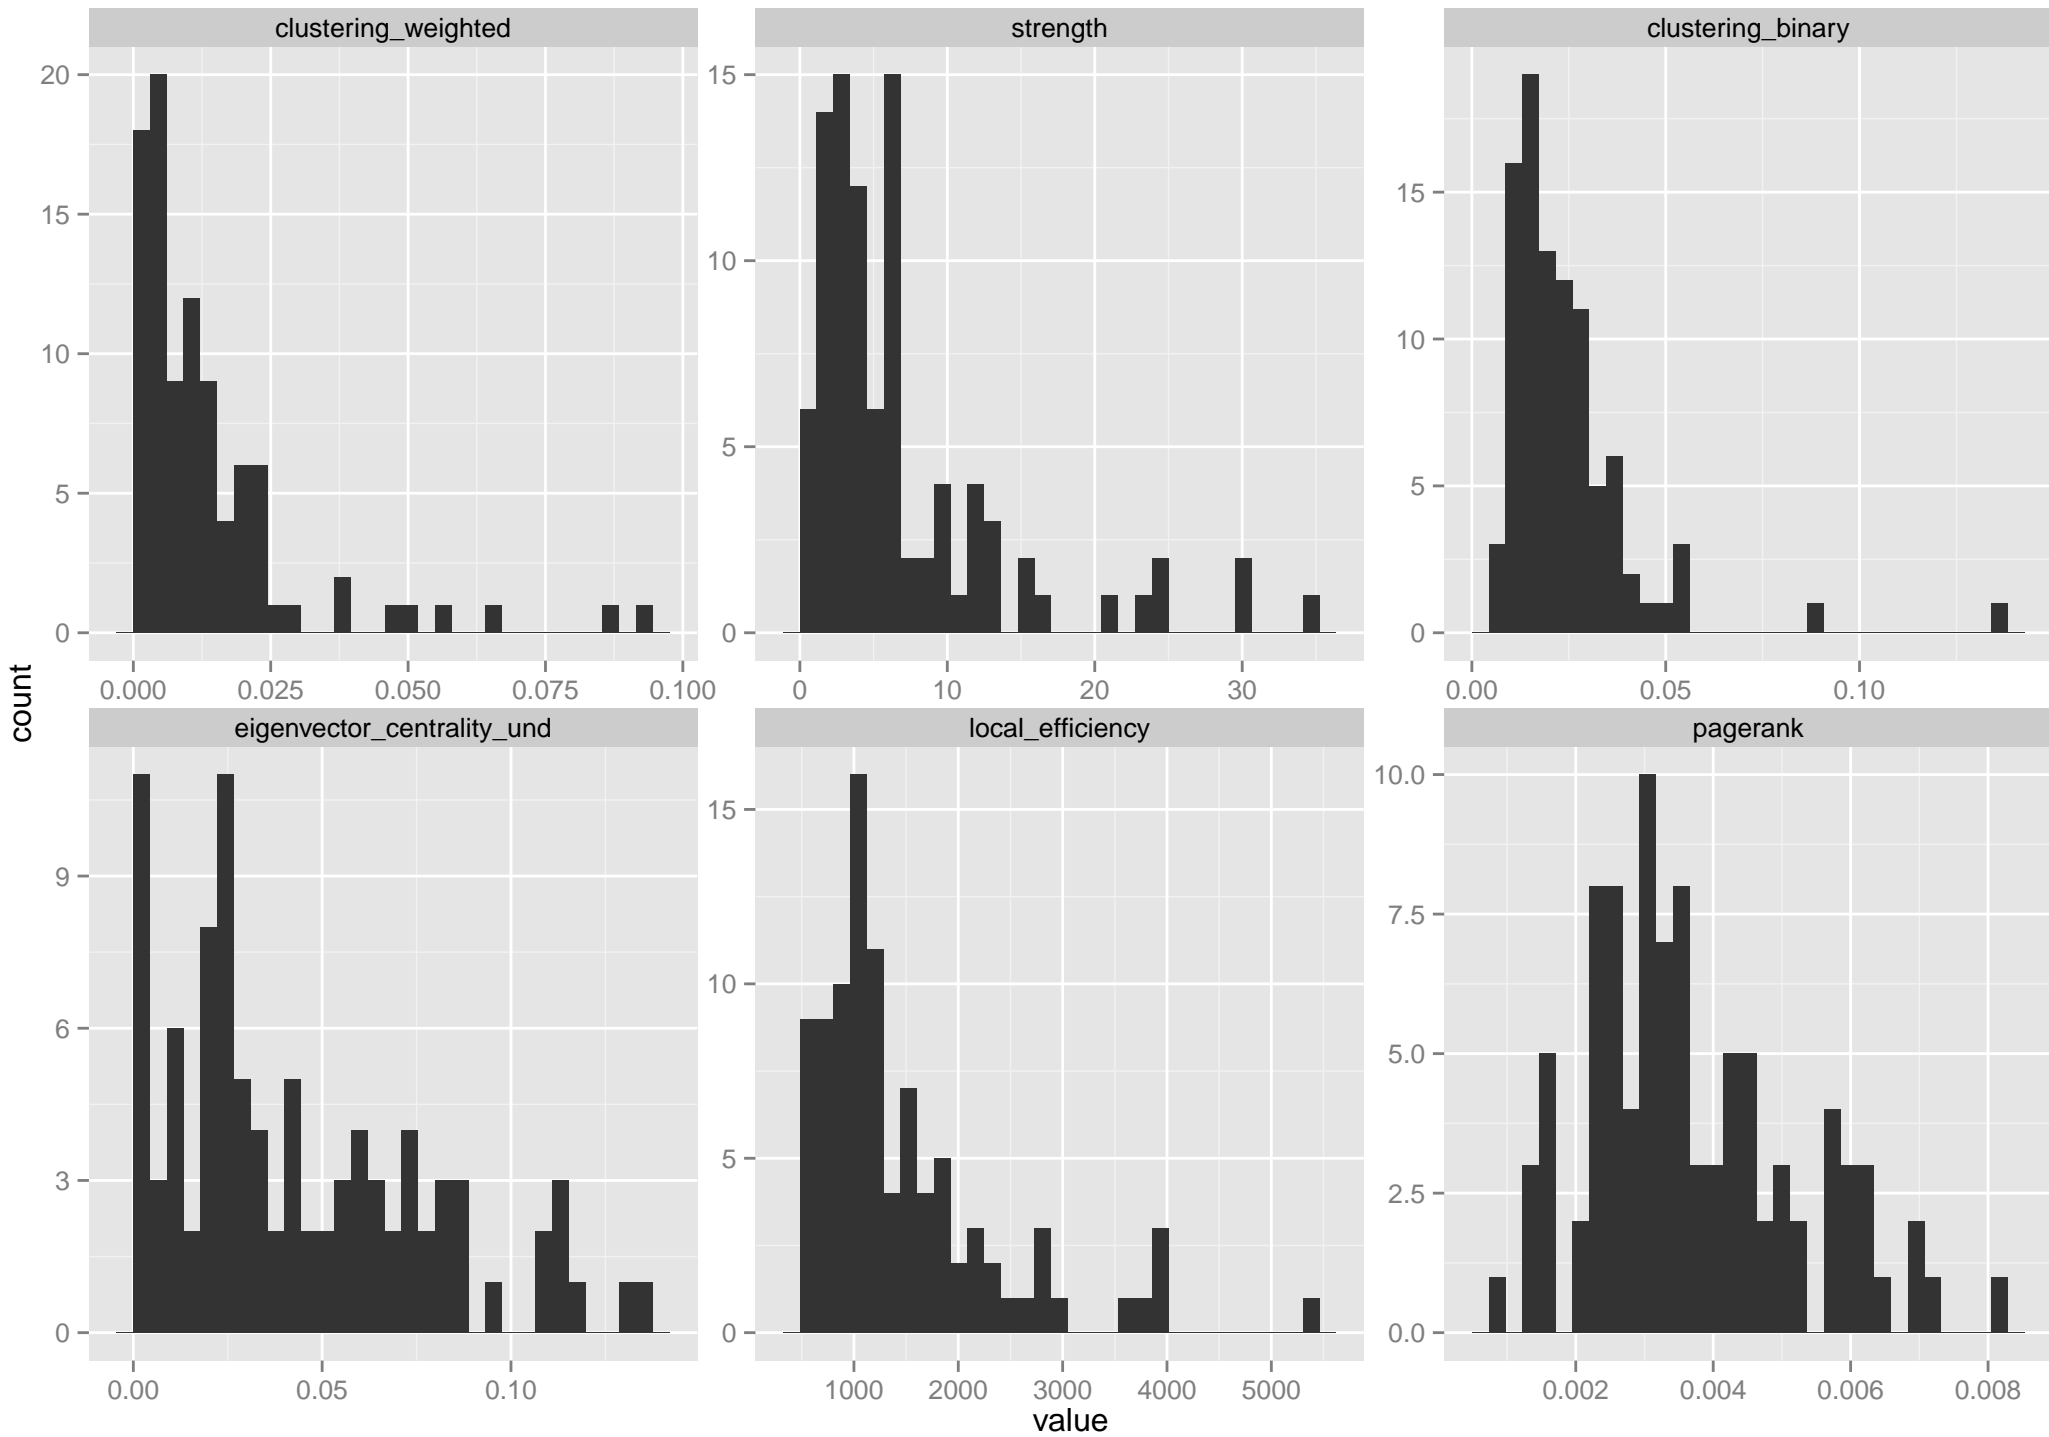 clustering_weighted
strength
clustering_binary
20
15
10
5
0
15
10
5
0
15
10
5
0
0.000 0.025 0.050 0.075 0.100
0 10 20 30
0.00 0.05 0.10
count
eigenvector_centrality_und
local_efficiency
pagerank
9
6
3
0
15
10
5
0
10.0
7.5
5.0
2.5
0.0
0.00 0.05 0.10
1000 2000 3000 4000 5000
0.002 0.004 0.006 0.008
value